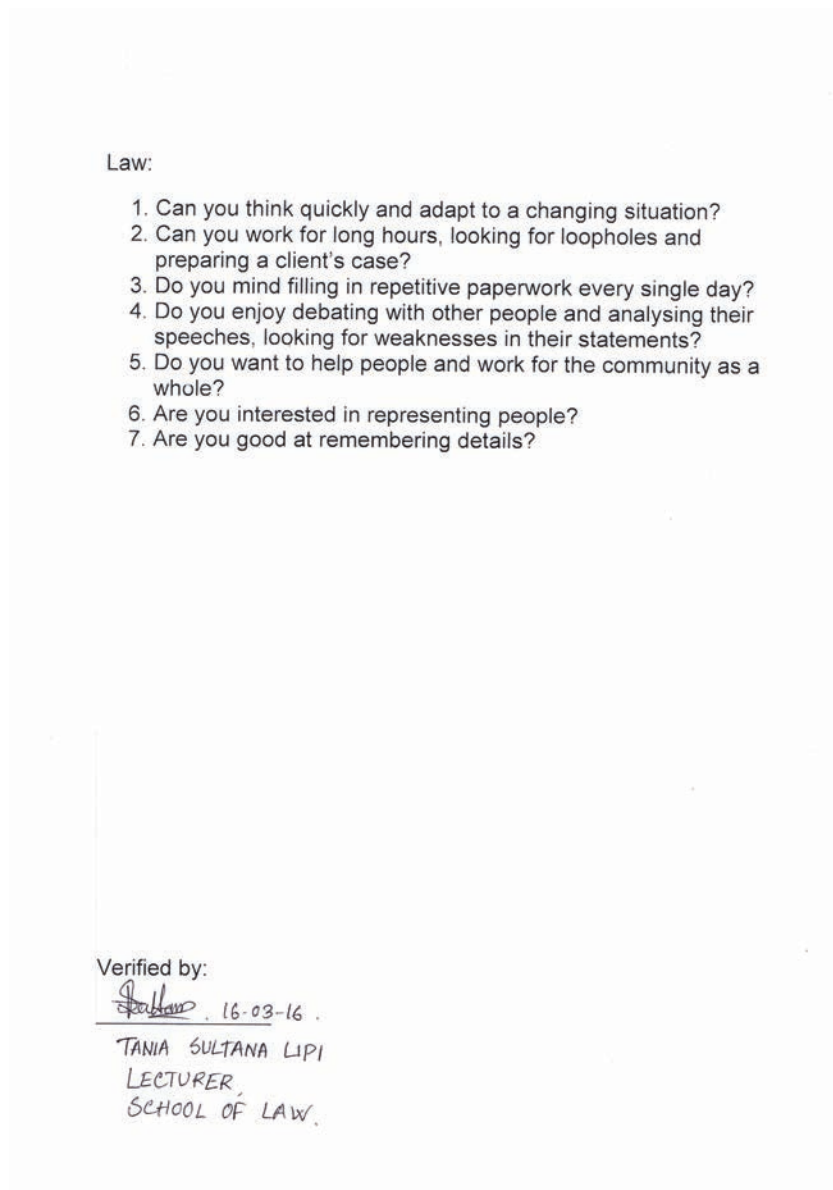 Law:
1. Can you think quickly and adapt to a changing situation?
2. Can you work for long hours, looking for loopholes and
preparing a client's case?
3. Do you mind filling in repetitive paperwork every single day?
4. Do you enjoy debating with other people and analysing their
speeches, looking for weaknesses in their statements?
5. Do you want to help people and work for the community as a
whole?
6. Are you interested in representing people?
7. Are you good at remembering details?
Verified by:
16-03-16.
TANIA SULTANA LIPI
LECTURER,
SCHOOL OF LAW.